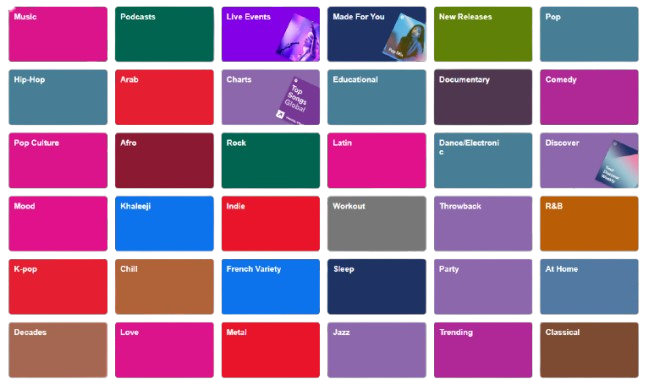 Music
Podcasts
Live Events
Made For You
New Releases
Pop
Hip-Hop
Arab
Charts
Top
Songs
Global
Educational
Documentary
Comedy
Pop Culture
Afro
Rock
Latin
Dance/Electroni
c
Discover
Mood
Khaleeji
Indie
Workout
Throwback
R&B
K-pop
Chill
French Variety
Sleep
Party
At Home
Decades
Love
Metal
Jazz
Trending
Classical